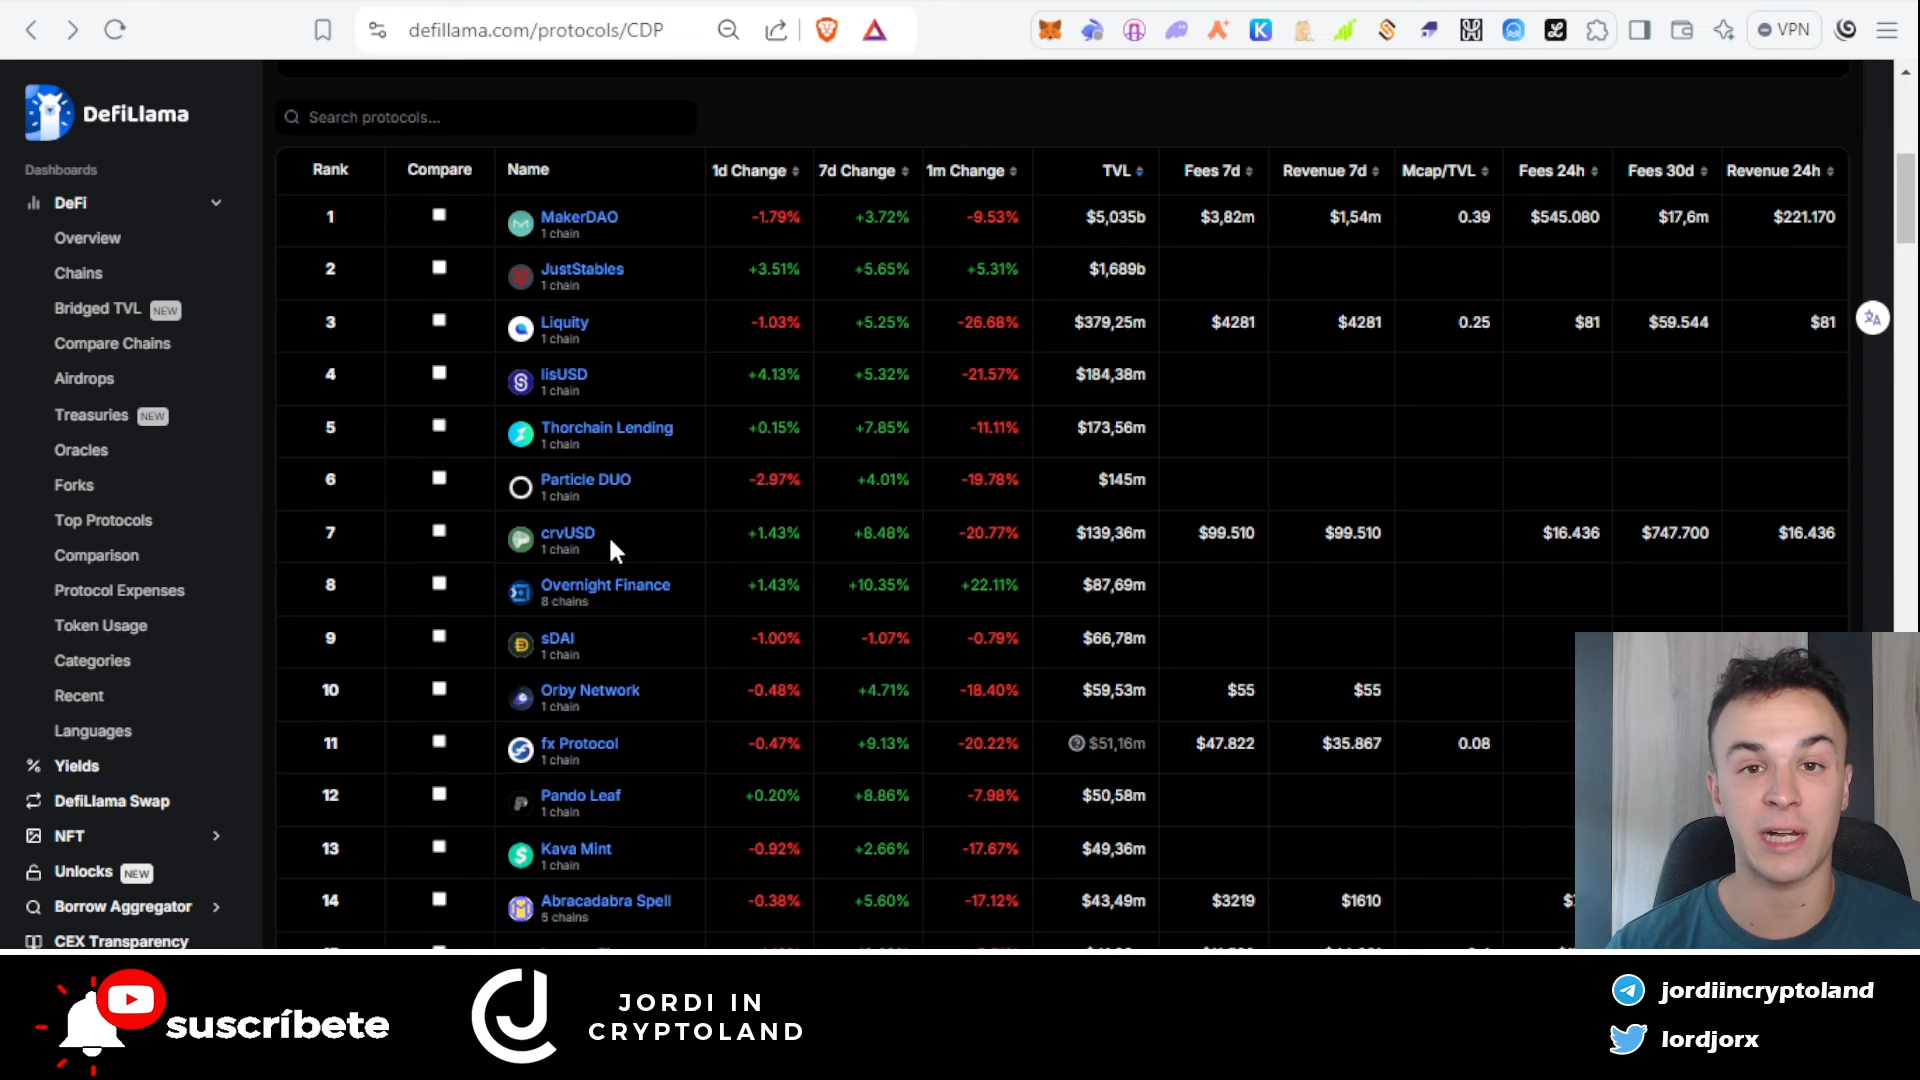 defillama.com/protocols/CDP
VPN
DefiLlama
Search protocols...
Dashboards
DeFi
Overview
Chains
Bridged TVL NEW
Compare Chains
Airdrops
Treasuries NEW
Oracles
Forks
Top Protocols
Comparison
Protocol Expenses
Token Usage
Categories
Recent
Languages
Yields
DefiLlama Swap
NFT
Unlocks NEW
Borrow Aggregator
CEX Transparency
Rank Compare Name 1d Change 7d Change 1m Change TVL Fees 7d Revenue 7d Mcap/TVL Fees 24h Fees 30d Revenue 24h
1 MakerDAO -1.79% +3.72% -9.53% $5,035b $3,82m $1,54m 0.39 $545.080 $17,6m $221.170
1 chain
2 JustStables +3.51% +5.65% +5.31% $1,689b
1 chain
3 Liquity -1.03% +5.25% -26.68% $379,25m $4281 $4281 0.25 $81 $59.544 $81
1 chain
4 lisUSD +4.13% +5.32% -21.57% $184,38m
1 chain
5 Thorchain Lending +0.15% +7.85% -11.11% $173,56m
1 chain
6 Particle DUO -2.97% +4.01% -19.78% $145m
1 chain
7 crvUSD +1.43% +8.48% -20.77% $139,36m $99.510 $99.510 $16.436 $747.700 $16.436
1 chain
8 Overnight Finance +1.43% +10.35% +22.11% $87,69m
8 chains
9 sDAI -1.00% -1.07% -0.79% $66,78m
1 chain
10 Orby Network -0.48% +4.71% -18.40% $59,53m $55 $55
1 chain
11 fx Protocol -0.47% +9.13% -20.22% $51,16m $47.822 $35.867 0.08
1 chain
12 Pando Leaf +0.20% +8.86% -7.98% $50,58m
1 chain
13 Kava Mint -0.92% +2.66% -17.67% $49,36m
1 chain
14 Abracadabra Spell -0.38% +5.60% -17.12% $43,49m $3219 $1610
5 chains
suscríbete
JORDI IN
CRYPTOLAND
jordiincryptoland
lordjorx